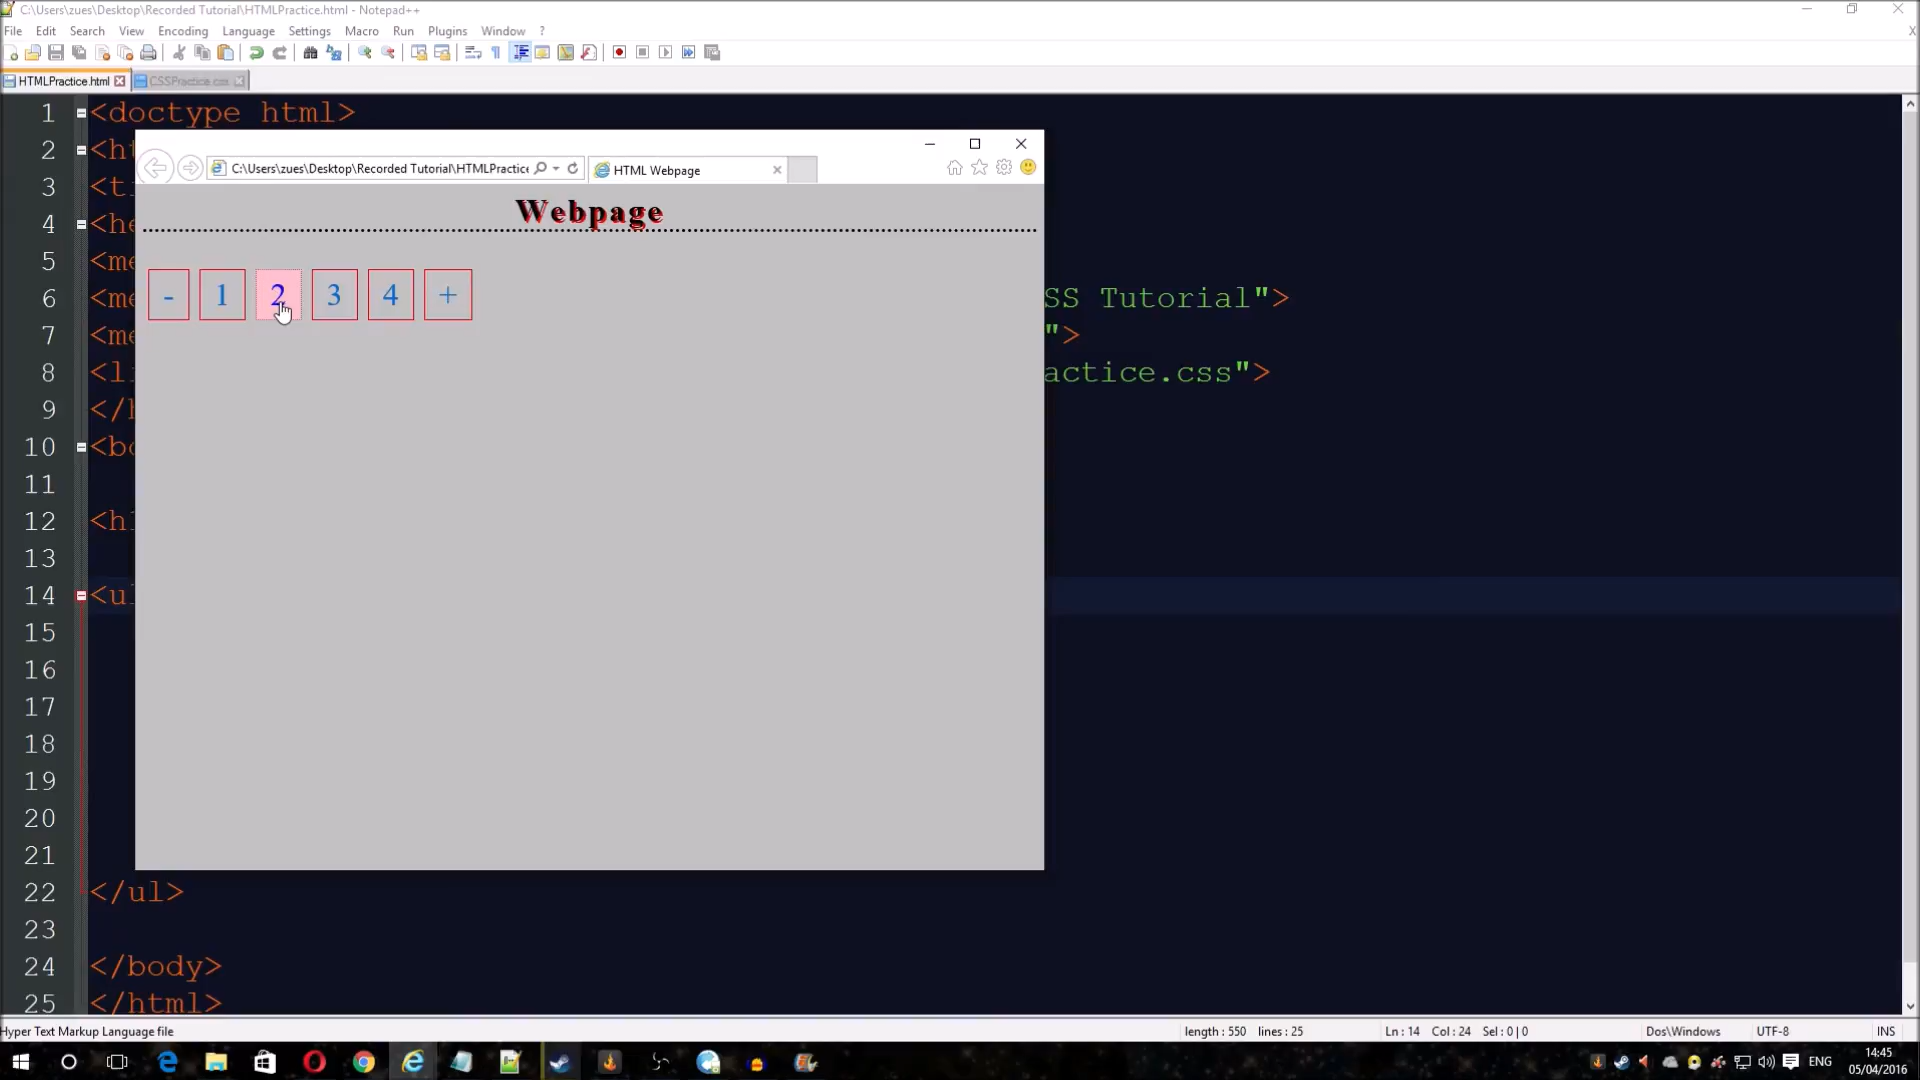 C:\Users\zues\Desktop\Recorded Tutorial\HTMLPractice.html - Notepad++
File Edit Search View Encoding Language Settings Macro Run Plugins Window ? X
HTMLPractice.html CSSPractice.css
1 <doctype html>
2 <ht
3 <t
4 <he
5 <me
6 <me SS Tutorial">
7 <me ">
8 <l actice.css">
9 </h
10 <bo
11
12 <h
13
14 <u
15
16
17
18
19
20
21
22 </ul>
23
24 </body>
25 </html>
C:\Users\zues\Desktop\Recorded Tutorial\HTMLPractice HTML Webpage
Webpage
- 1 2 3 4 +
Hyper Text Markup Language file length : 550 lines : 25 Ln : 14 Col : 24 Sel : 0 | 0 Dos\Windows UTF-8 INS
ENG 14:45
05/04/2016